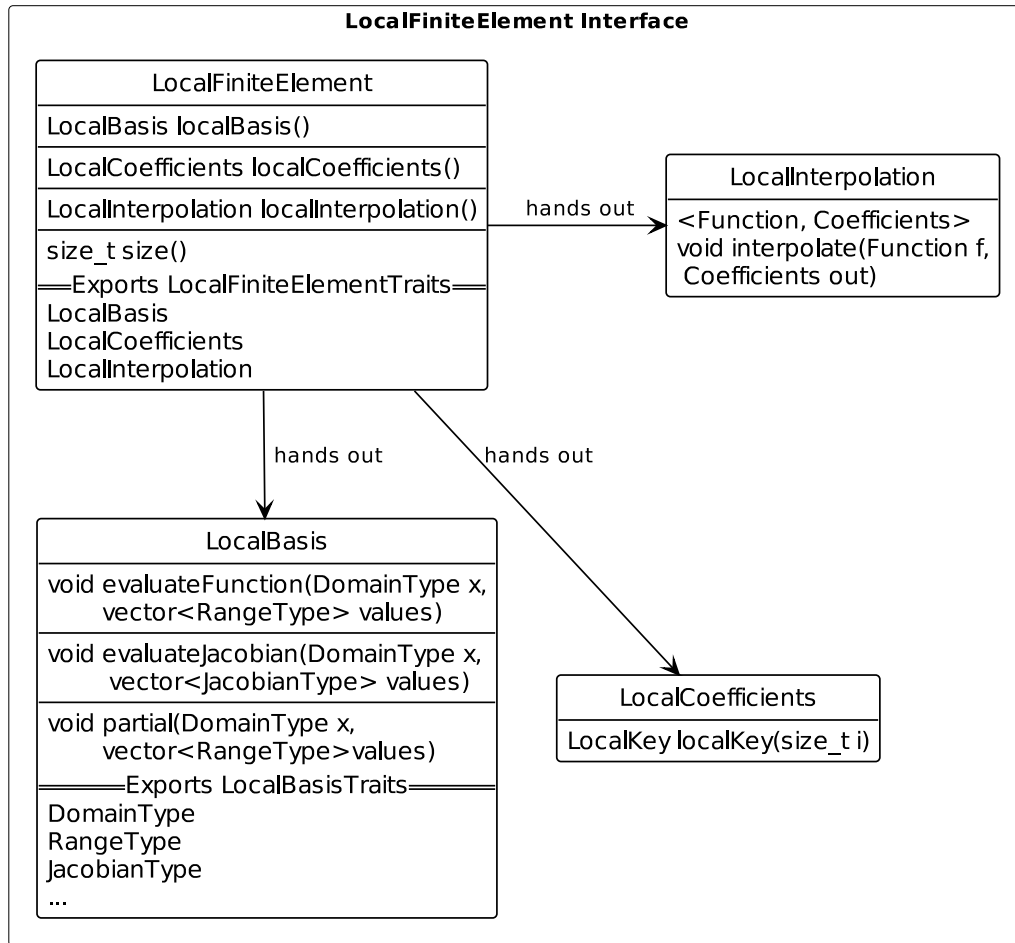 LocalFiniteElement Interface
LocalFiniteElement
LocalBasis localBasis()
LocalCoefficients localCoefficients()
LocalInterpolation localInterpolation()
size_t size()
Exports LocalFiniteElementTraits
LocalBasis
LocalCoefficients
LocalInterpolation
hands out
LocalInterpolation
<Function, Coefficients>
void interpolate(Function f,
Coefficients out)
hands out
hands out
LocalBasis
void evaluateFunction(DomainType x,
vector<RangeType> values)
void evaluateJacobian(DomainType x,
vector<JacobianType> values)
void partial(DomainType x,
vector<RangeType>values)
Exports LocalBasisTraits
DomainType
RangeType
JacobianType
...
LocalCoefficients
LocalKey localKey(size_t i)